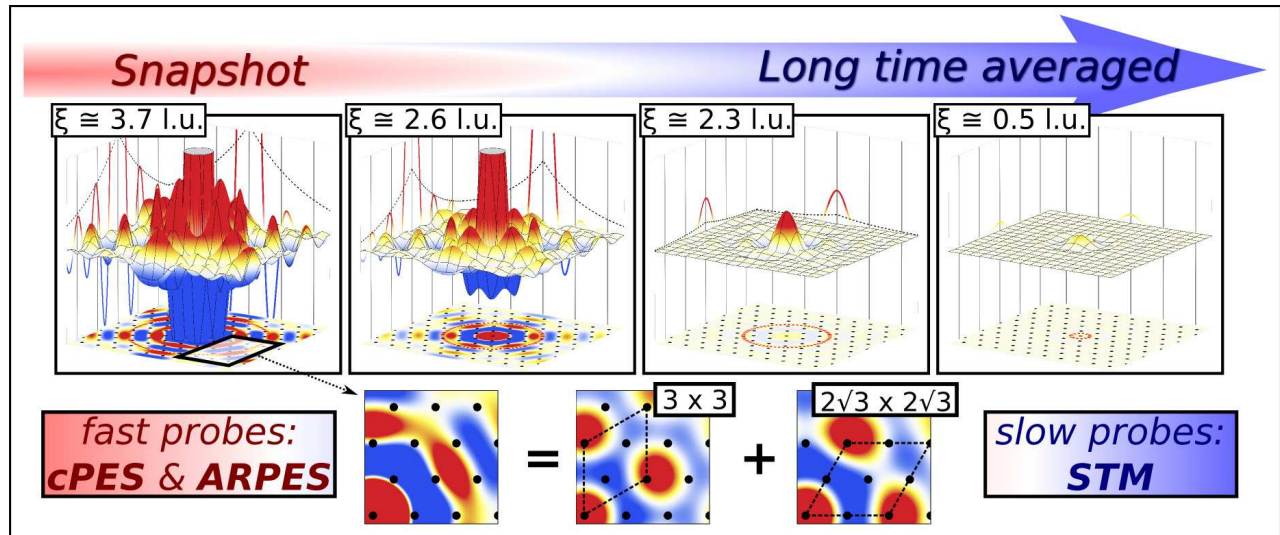 Snapshot
Long time averaged
ξ ≅ 3.7 l.u.
ξ ≅ 2.6 l.u.
ξ ≅ 2.3 l.u.
ξ ≅ 0.5 l.u.
fast probes:
cPES & ARPES
=
3 x 3
+
2√3 x 2√3
slow probes:
STM